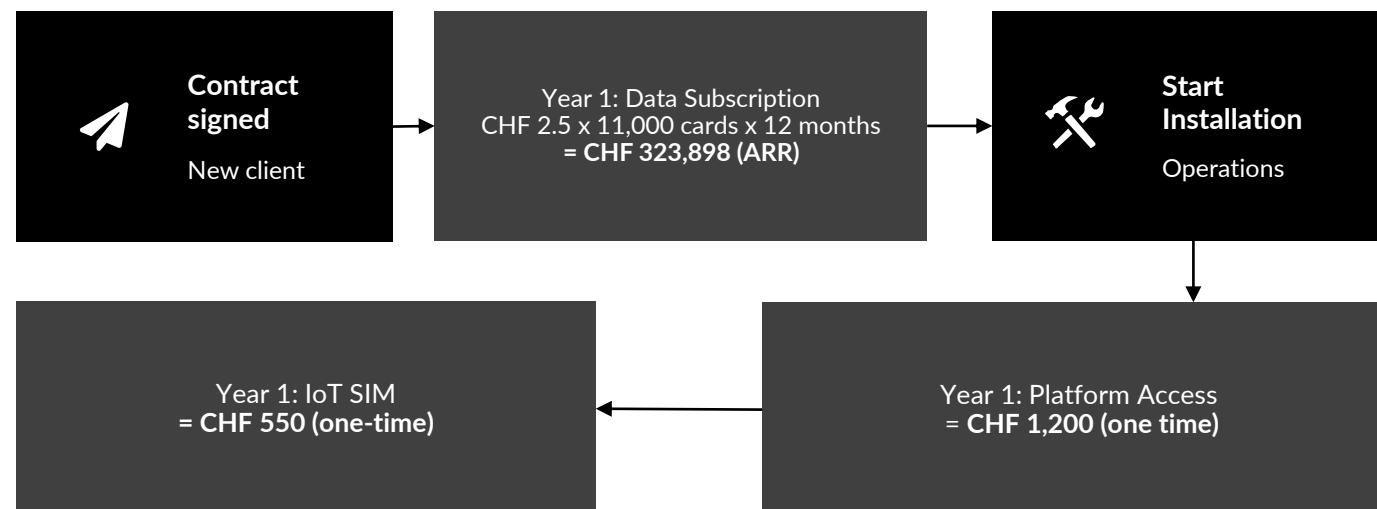 Contract
signed
New client
Year 1: Data Subscription
CHF 2.5 x 11,000 cards x 12 months
= CHF 323,898 (ARR)
Start
Installation
Operations
Year 1: Platform Access
= CHF 1,200 (one time)
Year 1: IoT SIM
= CHF 550 (one-time)